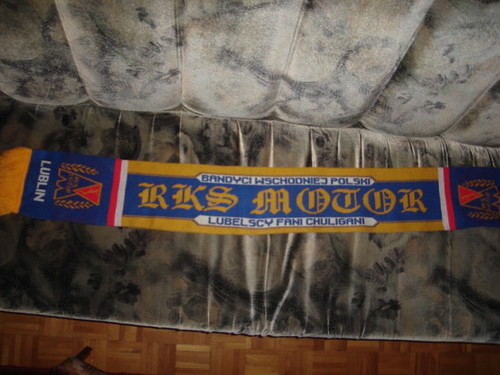 LUBLIN
BANDYCI WSCHODNIEJ POLSKI
RKS MOTOR
LUBELSCY FANI CHULIGANI